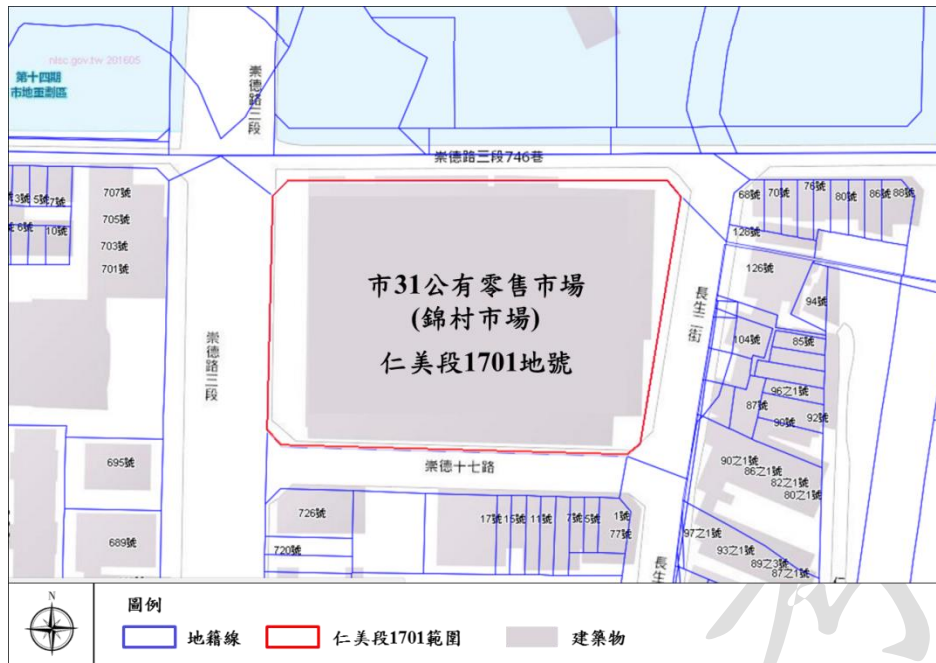 nlsc.gov.tw 201605
第十四期
市地重劃區
崇德路三段
崇德路三段746巷
3號 5號 7號
6號 10號
707號
705號
703號
701號
68號 70號 76號 80號 86號 88號
128號
126號
94號
市31公有零售市場
(錦村市場)
仁美段1701地號
長生二街
崇德路三段
104號
85號
96之1號
87號
90號
92號
90之1號
86之1號
82之1號
80之1號
695號
崇德十七路
726號
17號 15號 11號 7號 5號 1號
77號
720號
689號
97之1號
93之1號
89之3號
87之1號
長生
仁
N
圖例
地籍線
仁美段1701範圍
建築物